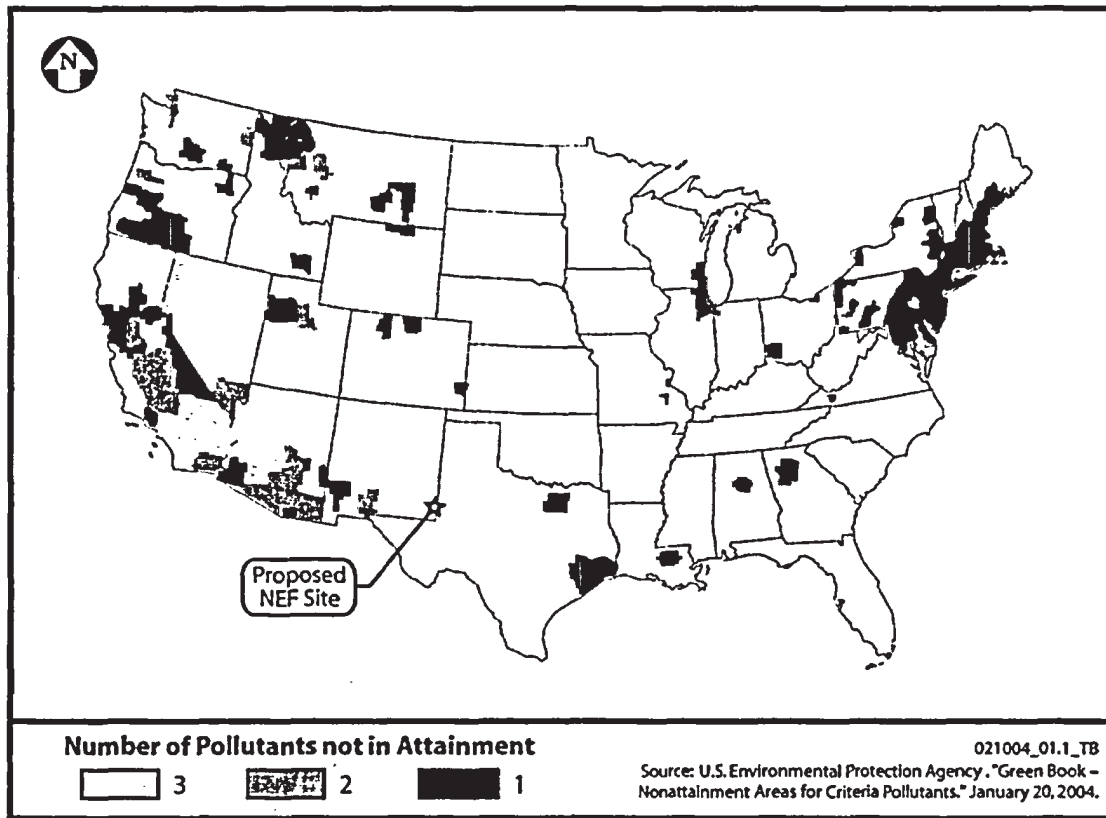 N
Proposed
NEF Site
Number of Pollutants not in Attainment
3
2
1
021004_01.1_TB
Source: U.S. Environmental Protection Agency. "Green Book –
Nonattainment Areas for Criteria Pollutants." January 20, 2004.